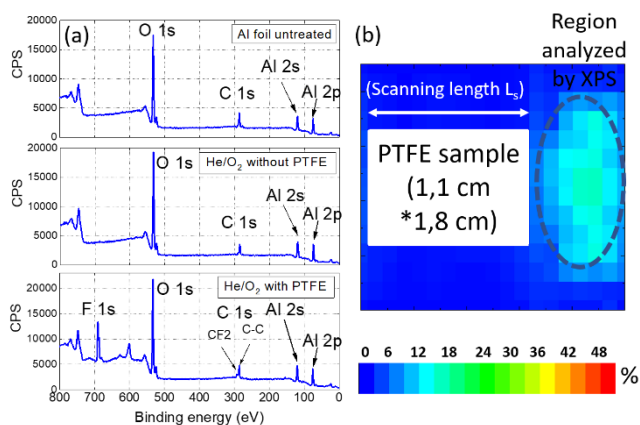 (a)
O 1s
Al foil untreated
CPS
20000
15000
10000
5000
0
C 1s
Al 2s
Al 2p
He/O2 without PTFE
O 1s
CPS
20000
15000
10000
5000
0
C 1s
Al 2s
Al 2p
He/O2 with PTFE
O 1s
CPS
20000
15000
10000
5000
0
F 1s
C 1s
CF2
C-C
Al 2s
Al 2p
800 700 600 500 400 300 200 100 0
Binding energy (eV)
(b)
Region
analyzed
by XPS
(Scanning length Ls)
PTFE sample
(1,1 cm
*1,8 cm)
0 6 12 18 24 30 36 42 48
%